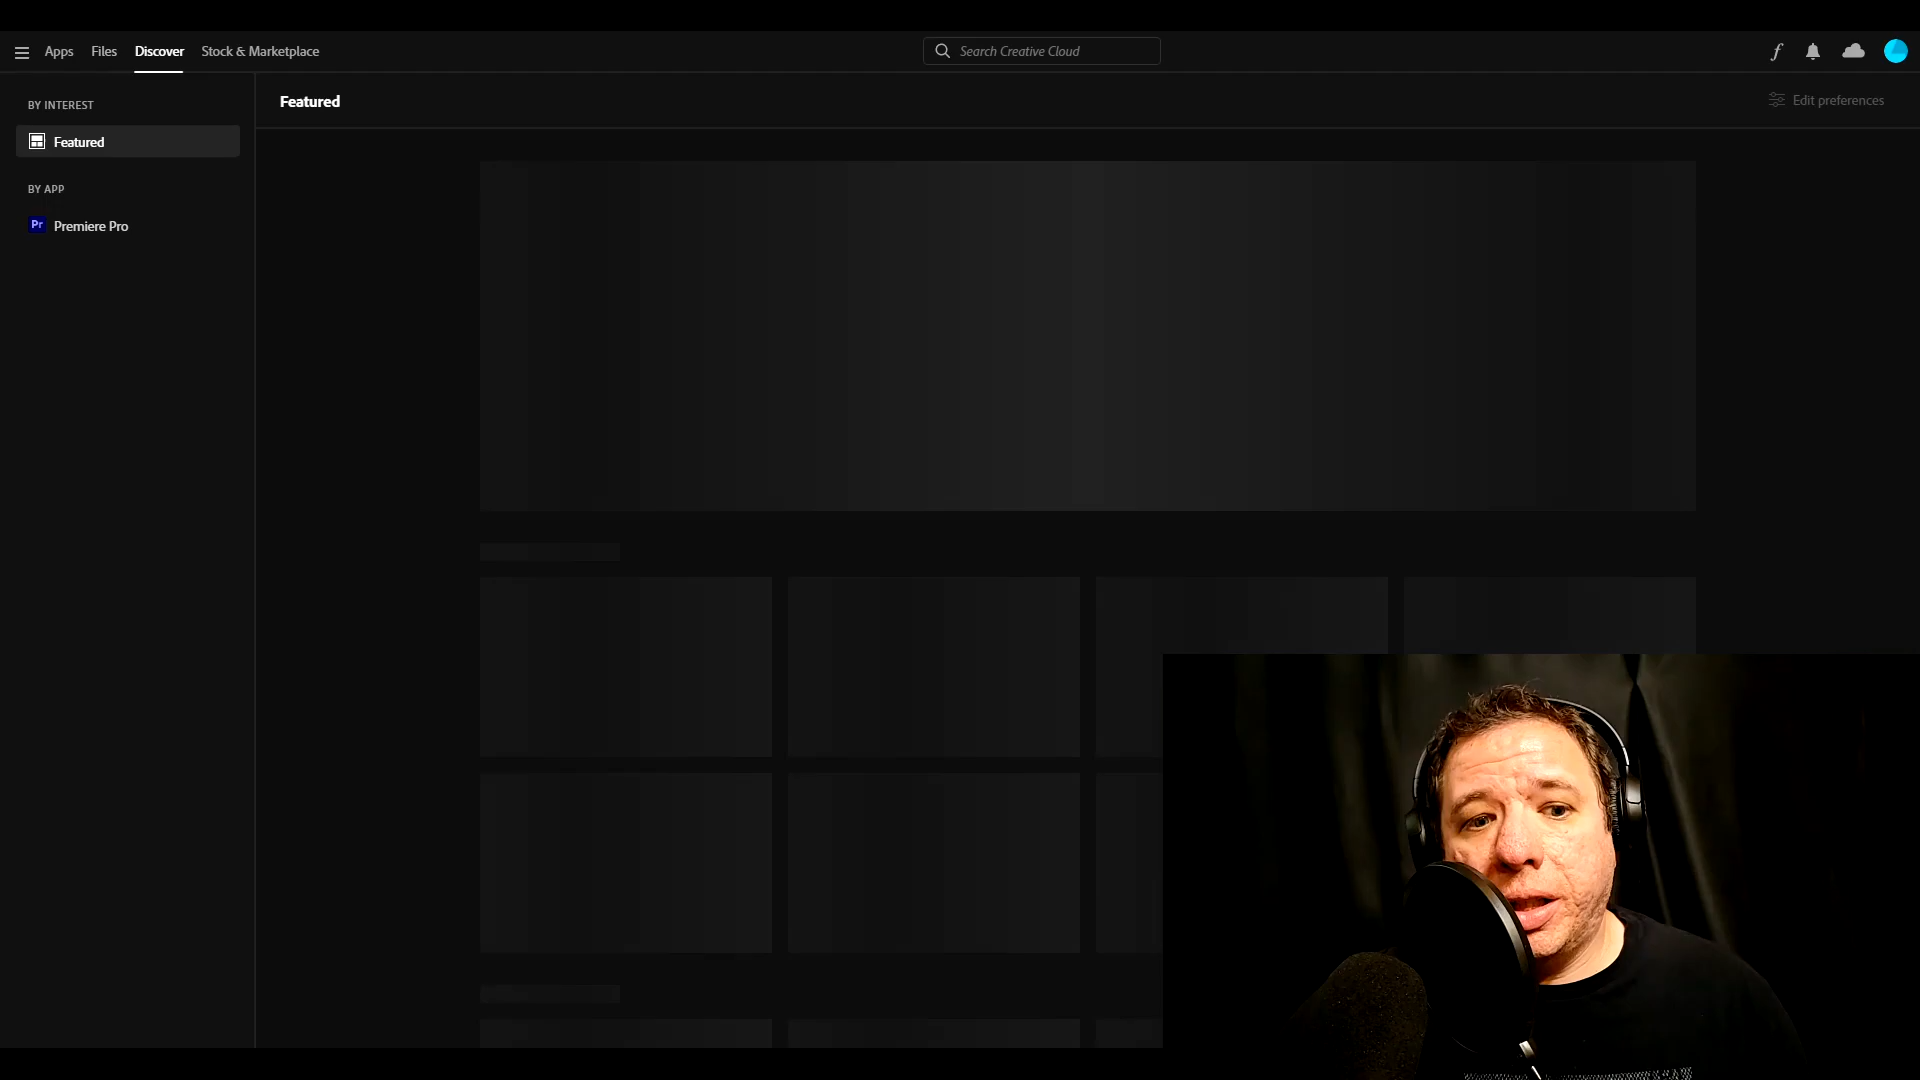 Apps Files Discover Stock & Marketplace Search Creative Cloud
BY INTEREST
Featured
Edit preferences
Featured
BY APP
Pr Premiere Pro